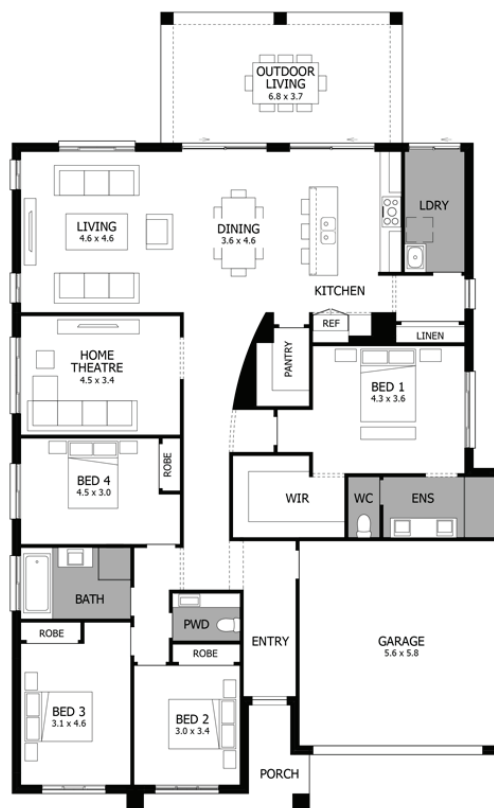 OUTDOOR
LIVING
6.8 x 3.7
LDRY
LIVING
4.6 x 4.6
DINING
3.6 x 4.6
KITCHEN
REF
LINEN
PANTRY
HOME
THEATRE
4.5 x 3.4
BED 1
4.3 x 3.6
ROBE
BED 4
4.5 x 3.0
WIR
WC
ENS
BATH
PWD
ROBE
ROBE
ENTRY
GARAGE
5.6 x 5.8
BED 3
3.1 x 4.6
BED 2
3.0 x 3.4
PORCH